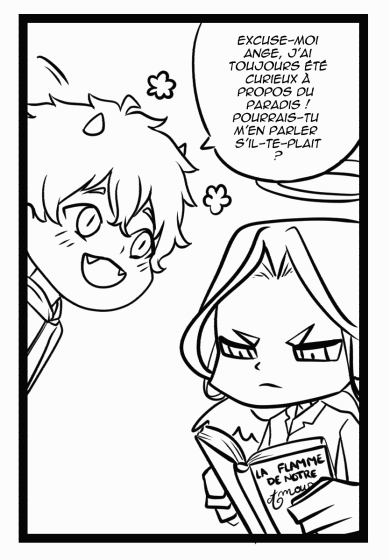 EXCUSE-MOI
ANGE, J'AI
TOUJOURS ÉTÉ
CURIEUX À
PROPOS DU
PARADIS !
POURRAIS-TU
M'EN PARLER
S'IL-TE-PLAIT
?
LA FLAMME
DE NOTRE
Amour